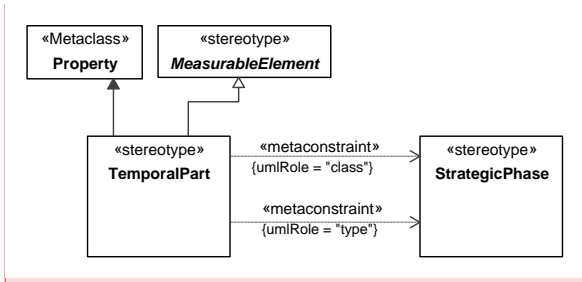 «Metaclass»
Property
«stereotype»
MeasurableElement
«stereotype»
TemporalPart
«metaconstraint»
{umlRole = "class"}
«metaconstraint»
{umlRole = "type"}
«stereotype»
StrategicPhase